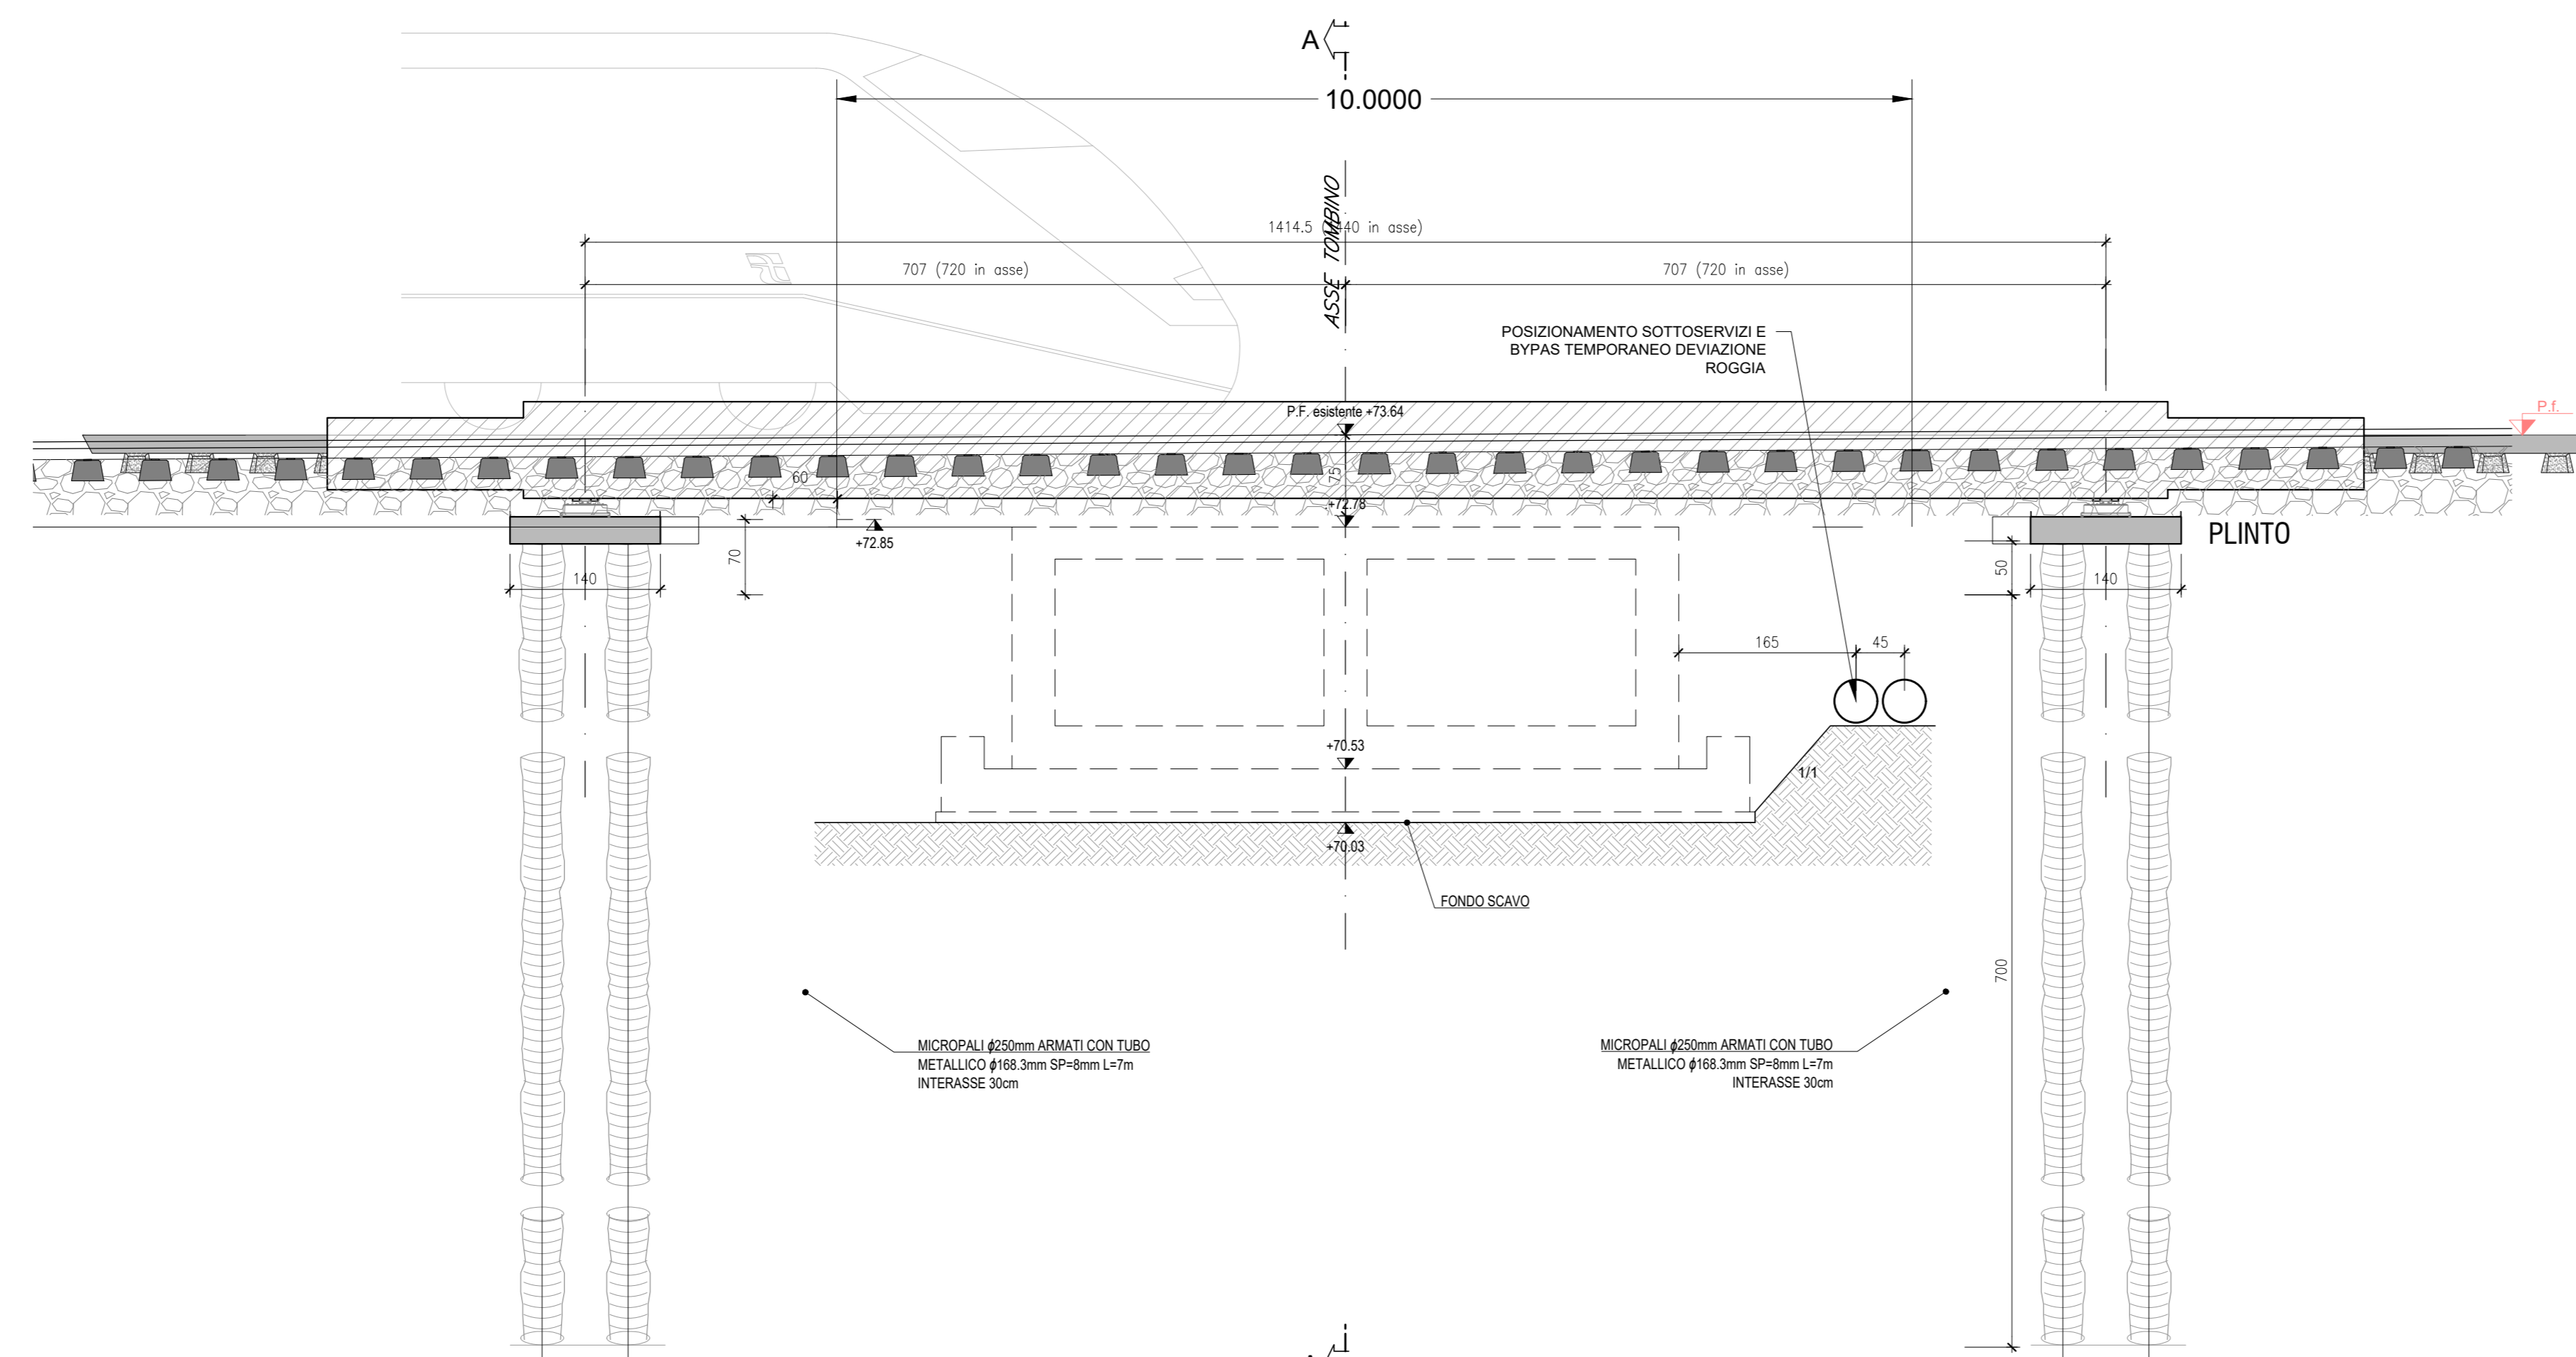 A
10.0000
ASSE TOMBINO
1414.5 (1440 in asse)
707 (720 in asse)
707 (720 in asse)
POSIZIONAMENTO SOTTOSERVIZI E
BYPAS TEMPORANEO DEVIAZIONE
ROGGIA
P.F. esistente +73.64
P.f.
60
75
+72.78
+72.85
PLINTO
70
50
140
140
165
45
+70.53
1/1
+70.03
FONDO SCAVO
700
MICROPALI ϕ250mm ARMATI CON TUBO
METALLICO ϕ168.3mm SP=8mm L=7m
INTERASSE 30cm
MICROPALI ϕ250mm ARMATI CON TUBO
METALLICO ϕ168.3mm SP=8mm L=7m
INTERASSE 30cm